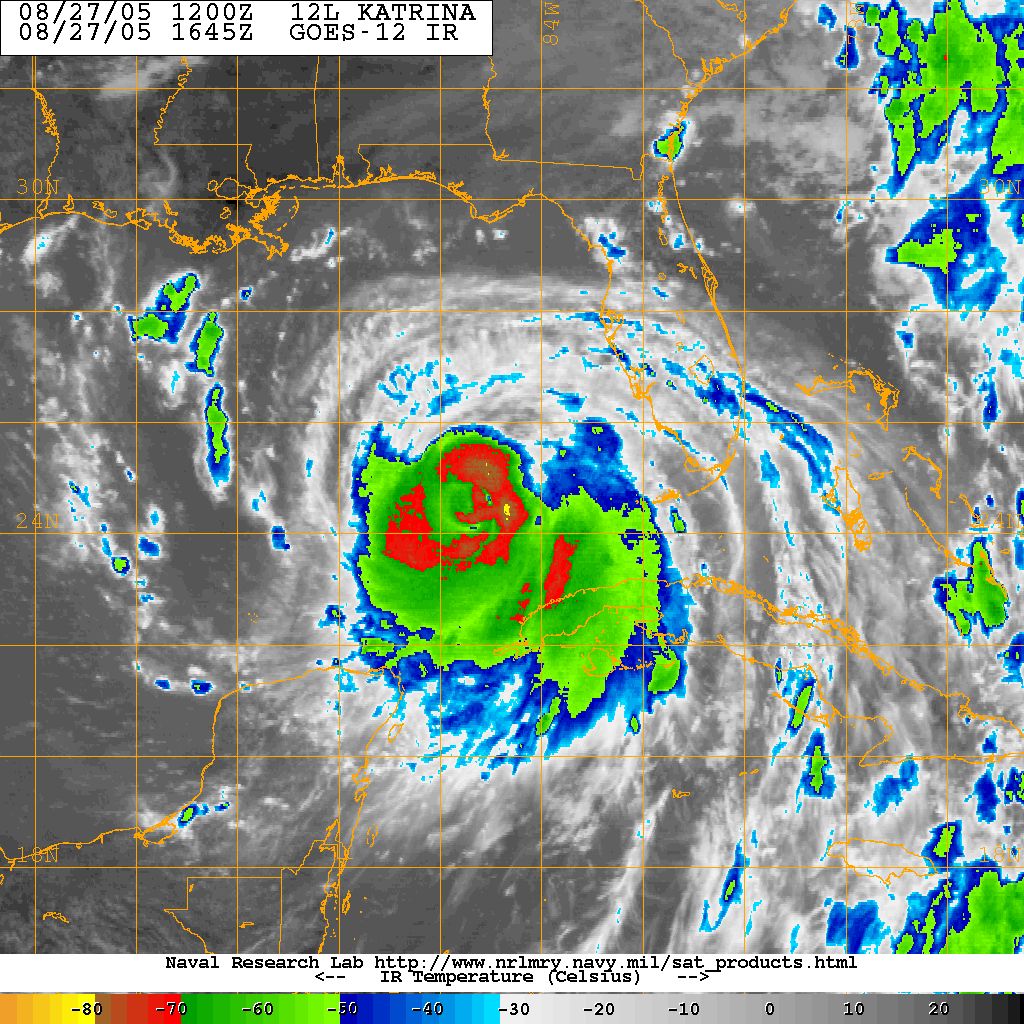 08/27/05 1200Z 12L KATRINA
08/27/05 1645Z GOES-12 IR
84W
30N
30N
24N
24N
18N
18N
Naval Research Lab http://www.nrlmry.navy.mil/sat_products.html
<-- IR Temperature (Celsius) -->
-80 -70 -60 -50 -40 -30 -20 -10 0 10 20